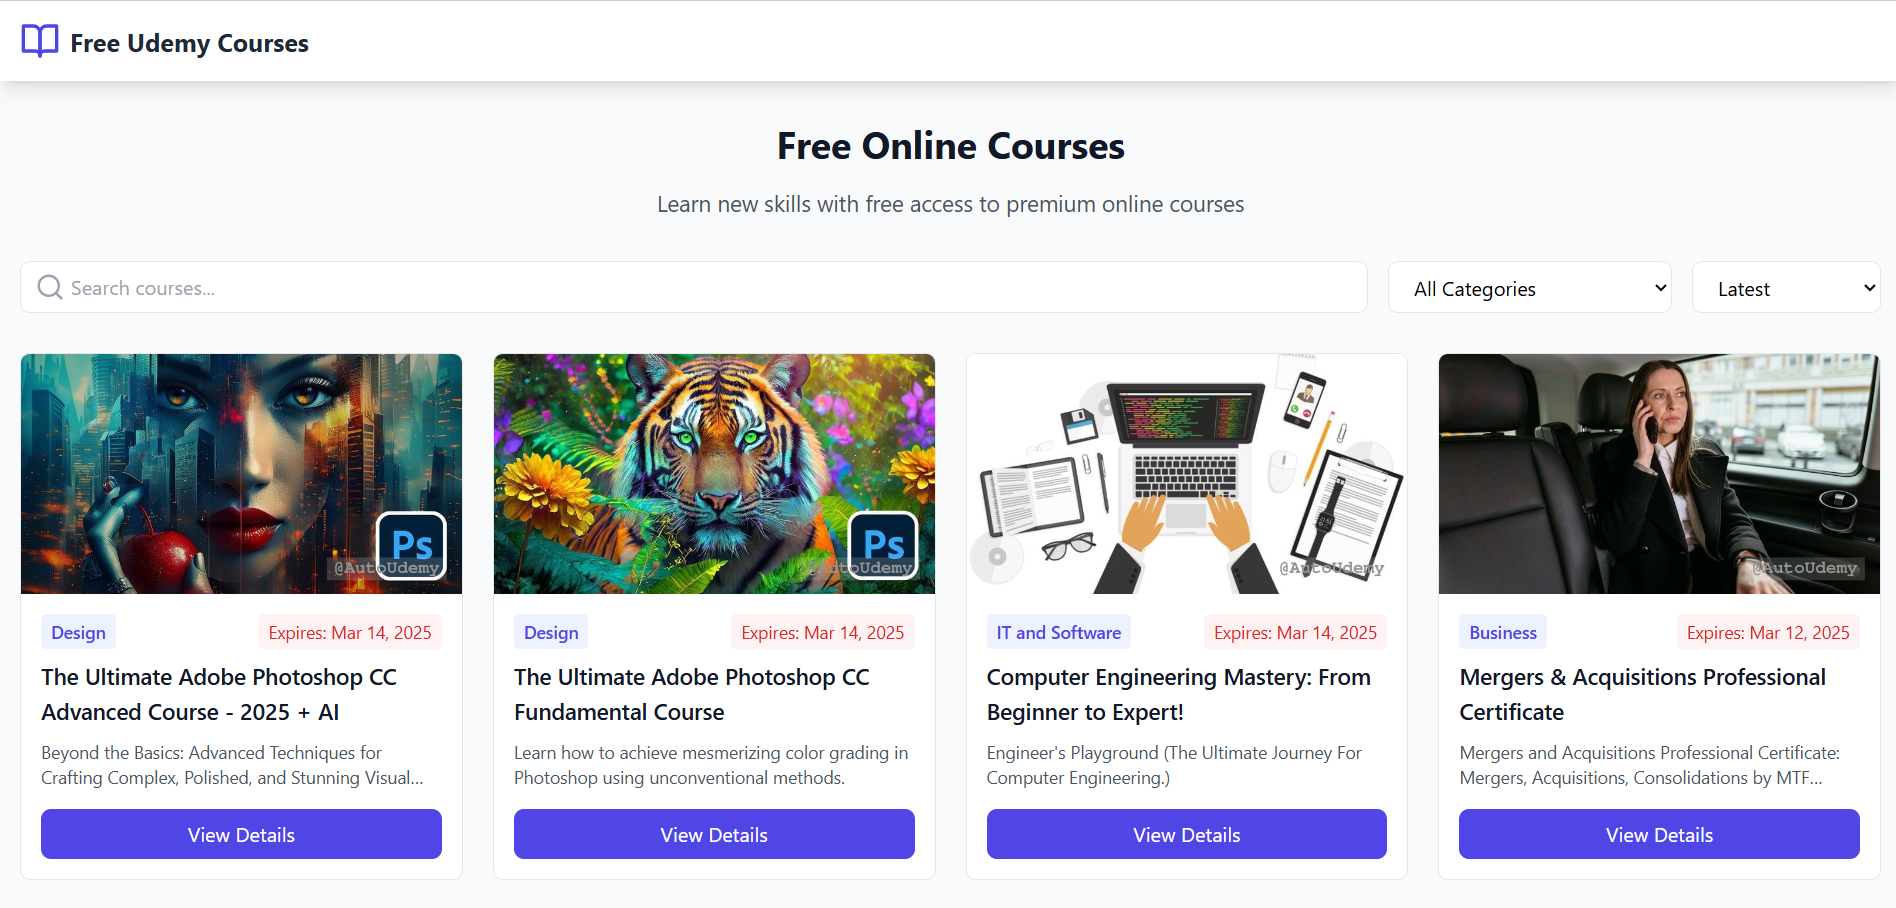 Free Udemy Courses
Free Online Courses
Learn new skills with free access to premium online courses
Search courses...
All Categories
Latest
Ps
@AutoUdemy
Ps
@AutoUdemy
@AutoUdemy
@AutoUdemy
Design
Expires: Mar 14, 2025
The Ultimate Adobe Photoshop CC
Advanced Course - 2025 + AI
Beyond the Basics: Advanced Techniques for
Crafting Complex, Polished, and Stunning Visual...
View Details
Design
Expires: Mar 14, 2025
The Ultimate Adobe Photoshop CC
Fundamental Course
Learn how to achieve mesmerizing color grading in
Photoshop using unconventional methods.
View Details
IT and Software
Expires: Mar 14, 2025
Computer Engineering Mastery: From
Beginner to Expert!
Engineer's Playground (The Ultimate Journey For
Computer Engineering.)
View Details
Business
Expires: Mar 12, 2025
Mergers & Acquisitions Professional
Certificate
Mergers and Acquisitions Professional Certificate:
Mergers, Acquisitions, Consolidations by MTF...
View Details